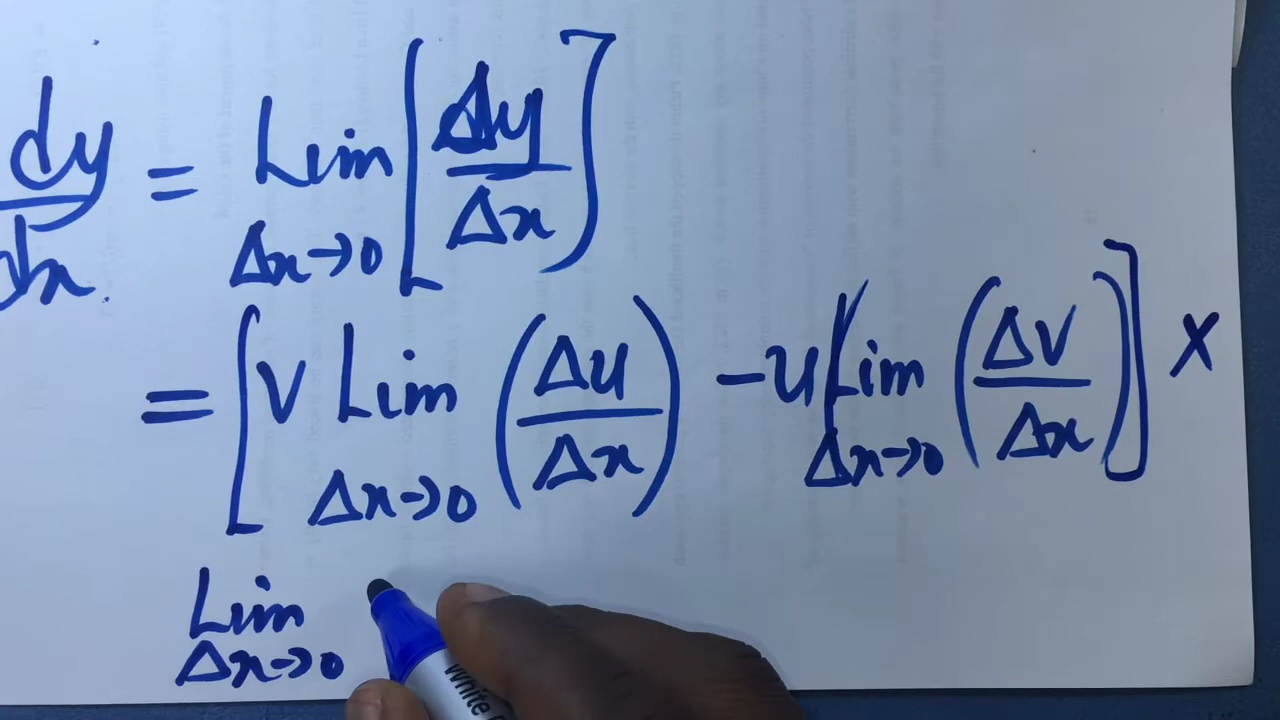 dy/dx = Lim Δx→0 [Δy/Δx]
= [V Lim Δx→0 (Δu/Δx) - u Lim Δx→0 (Δv/Δx)] X
Lim Δx→0
White